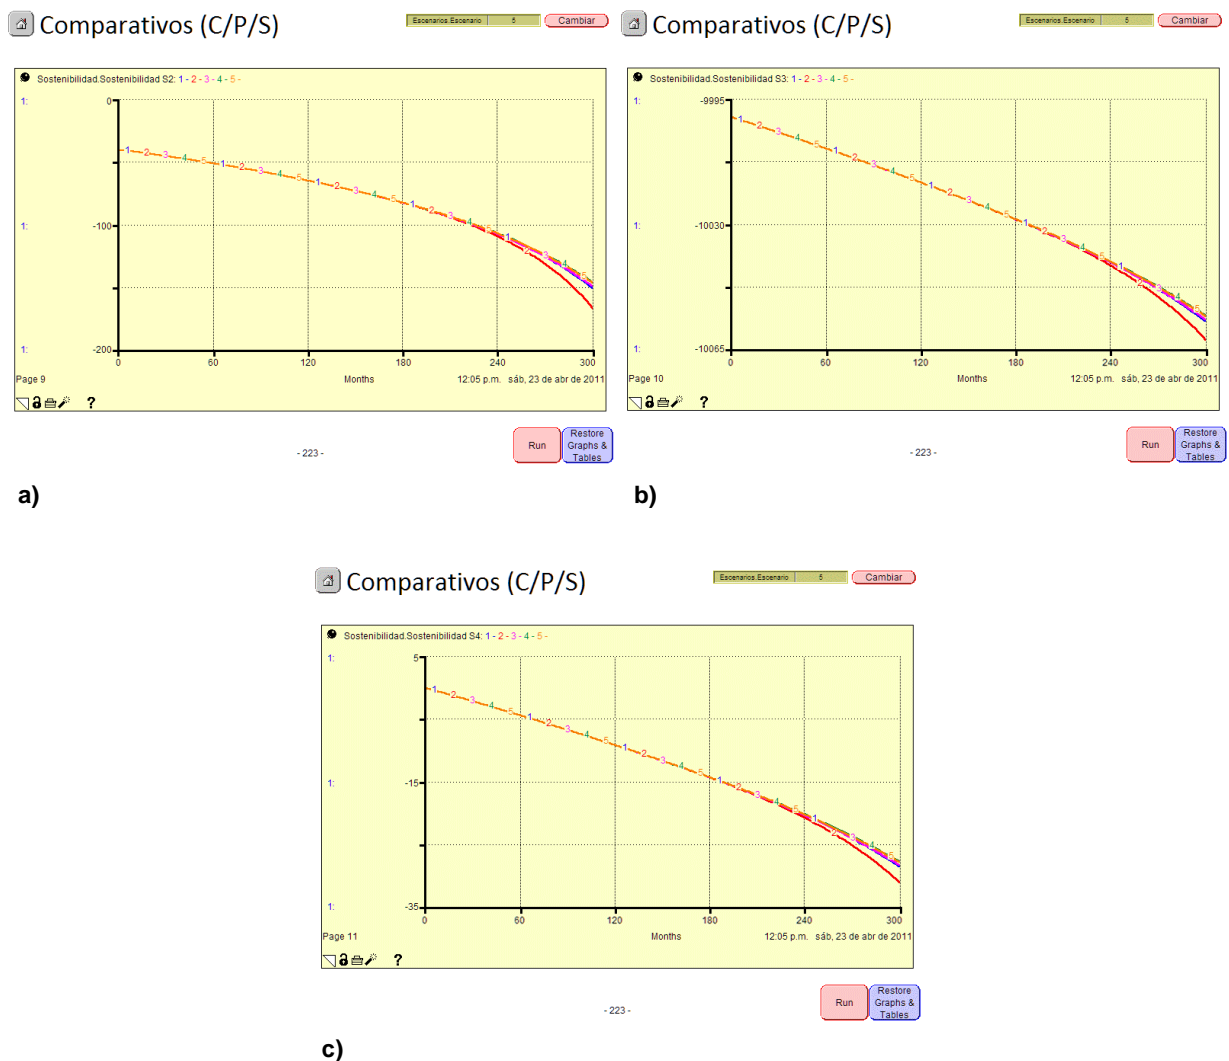 Comparativos (C/P/S)
Escenarios.Escenario 5 Cambiar
Sostenibilidad.Sostenibilidad S2: 1 - 2 - 3 - 4 - 5 -
1: 0
1: -100
1: -200
0 60 120 180 240 300
Page 9 Months 12:05 p.m. sáb, 23 de abr de 2011
?
- 223 -
Run
Restore
Graphs &
Tables
a)
Comparativos (C/P/S)
Escenarios.Escenario 5 Cambiar
Sostenibilidad.Sostenibilidad S3: 1 - 2 - 3 - 4 - 5 -
1: -9995
1: -10030
1: -10065
0 60 120 180 240 300
Page 10 Months 12:05 p.m. sáb, 23 de abr de 2011
?
- 223 -
Run
Restore
Graphs &
Tables
b)
Comparativos (C/P/S)
Escenarios.Escenario 5 Cambiar
Sostenibilidad.Sostenibilidad S4: 1 - 2 - 3 - 4 - 5 -
1: 5
1: -15
1: -35
0 60 120 180 240 300
Page 11 Months 12:05 p.m. sáb, 23 de abr de 2011
?
- 223 -
Run
Restore
Graphs &
Tables
c)